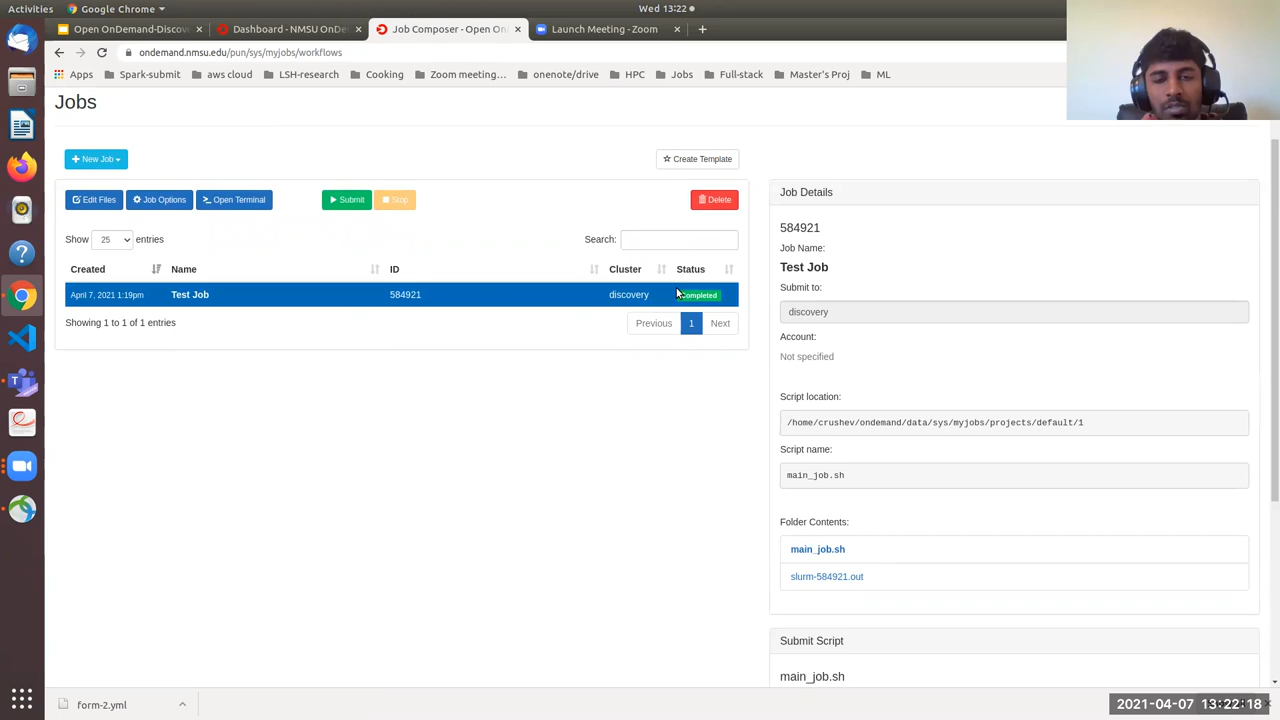 Activities
Google Chrome
Wed 13:22
Open OnDemand-Discov
Dashboard - NMSU OnDe
Job Composer - Open On
Launch Meeting - Zoom
ondemand.nmsu.edu/pun/sys/myjobs/workflows
Apps
Spark-submit
aws cloud
LSH-research
Cooking
Zoom meeting…
onenote/drive
HPC
Jobs
Full-stack
Master's Proj
ML
Jobs
New Job
Create Template
Edit Files
Job Options
Open Terminal
Submit
Stop
Delete
Show 25 entries
Search:
Created Name ID Cluster Status
April 7, 2021 1:19pm Test Job 584921 discovery Completed
Showing 1 to 1 of 1 entries
Previous 1 Next
Job Details
584921
Job Name:
Test Job
Submit to:
discovery
Account:
Not specified
Script location:
/home/crushev/ondemand/data/sys/myjobs/projects/default/1
Script name:
main_job.sh
Folder Contents:
main_job.sh
slurm-584921.out
Submit Script
main_job.sh
form-2.yml
2021-04-07 13:22:18